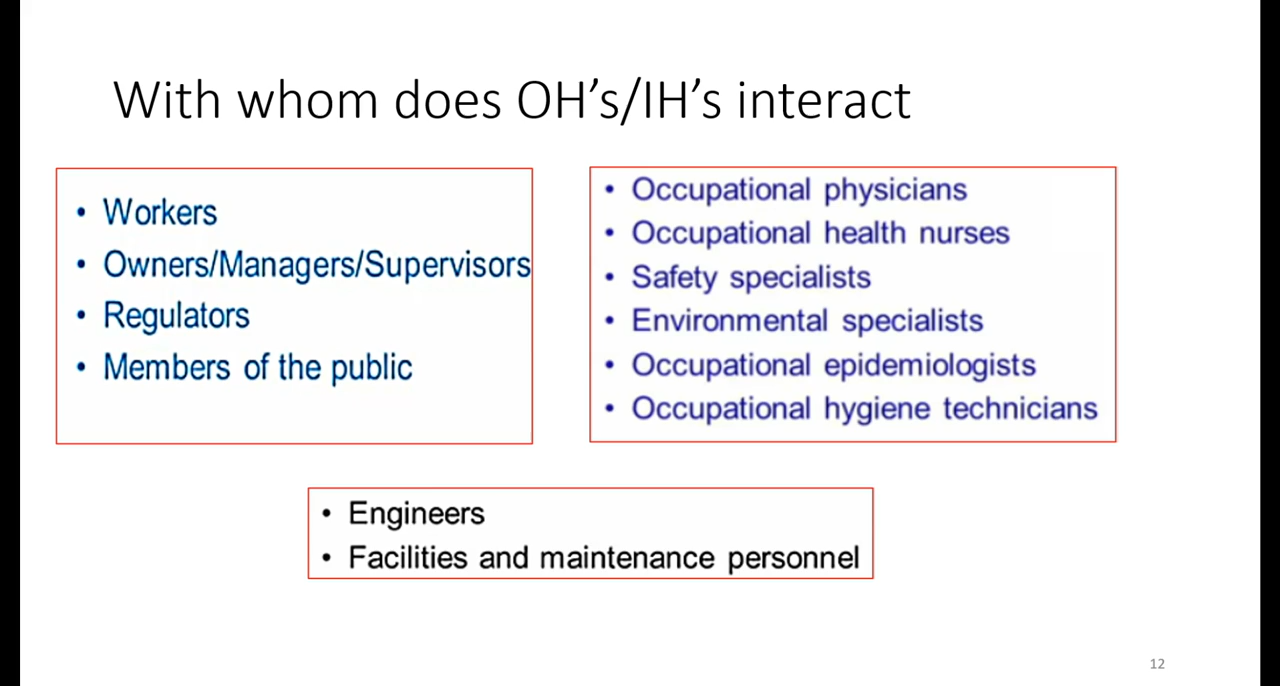 With whom does OH's/IH's interact
• Workers
• Owners/Managers/Supervisors
• Regulators
• Members of the public
• Occupational physicians
• Occupational health nurses
• Safety specialists
• Environmental specialists
• Occupational epidemiologists
• Occupational hygiene technicians
• Engineers
• Facilities and maintenance personnel
12